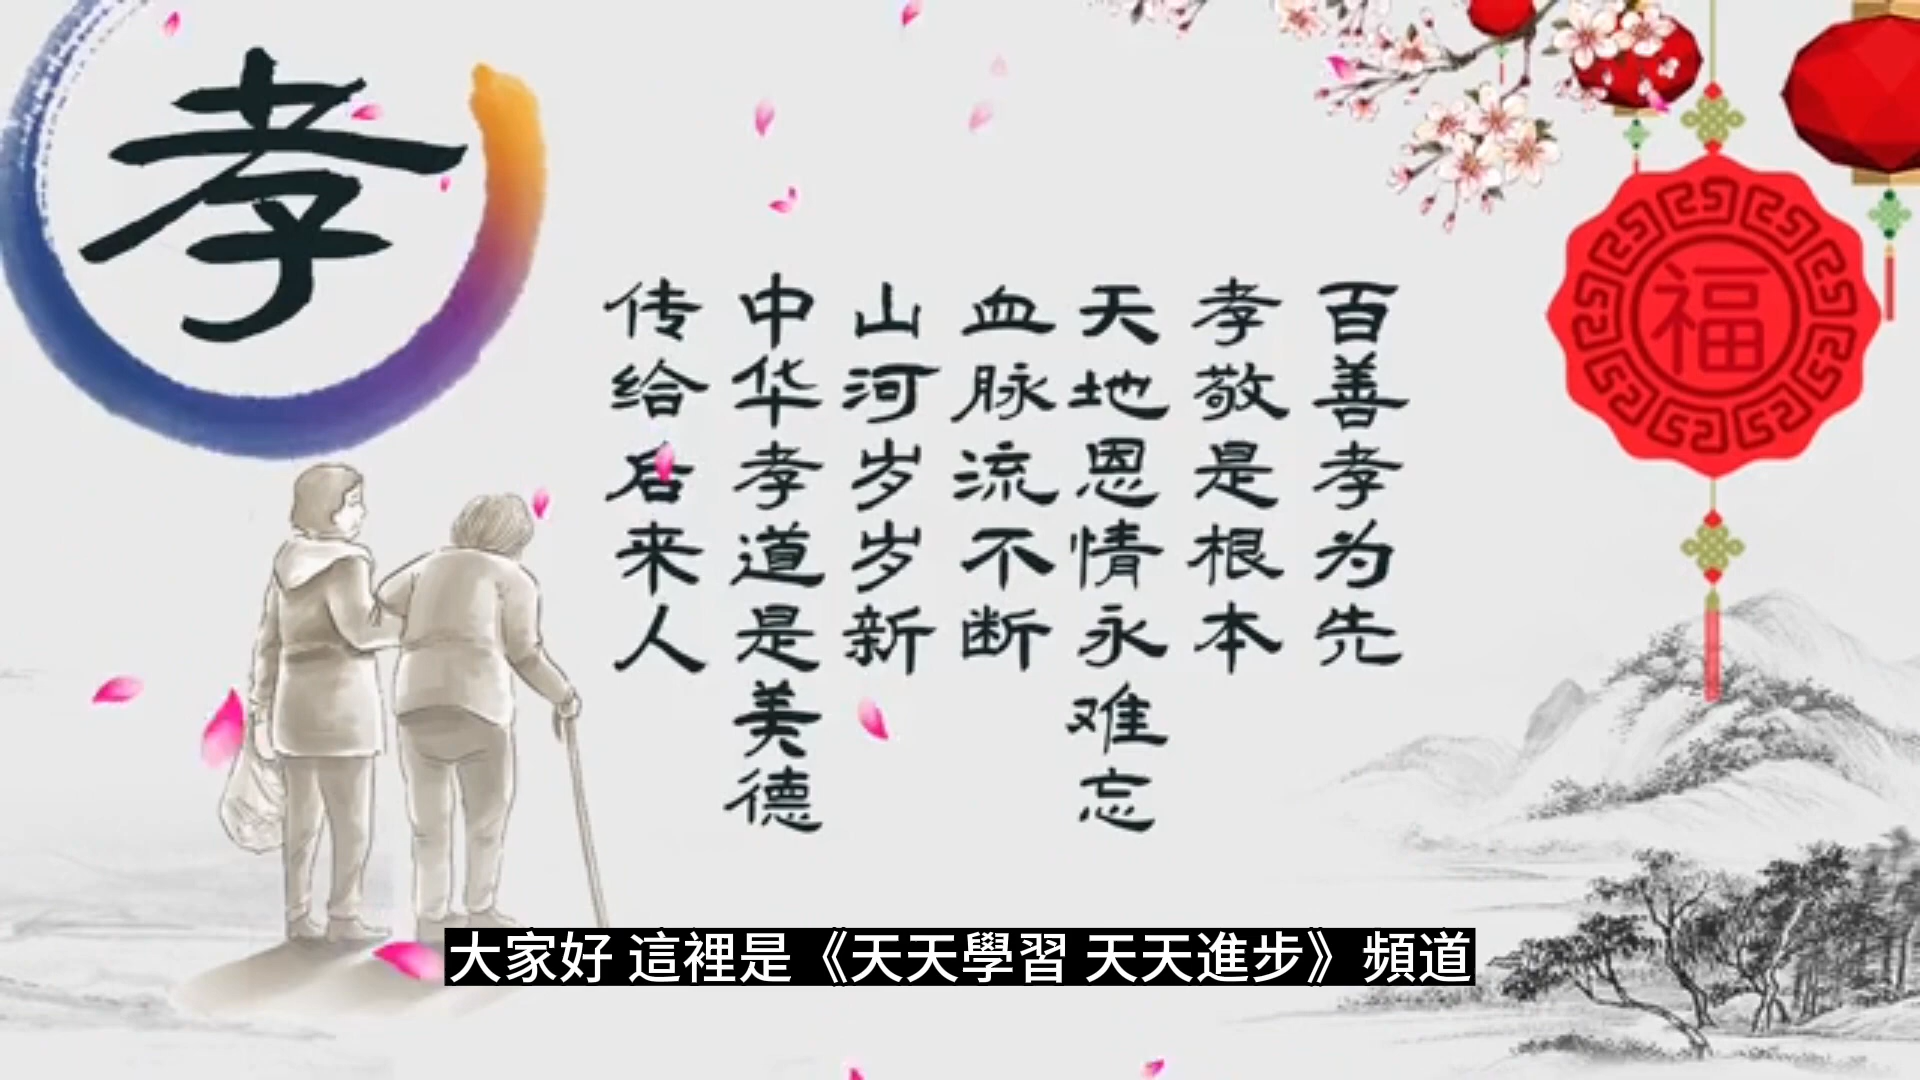 孝
百善孝为先
孝敬是根本
天地恩情永难忘
血脉流不断
山河岁岁新
中华孝道是美德
传给后来人
福
大家好 這裡是《天天學習 天天進步》頻道